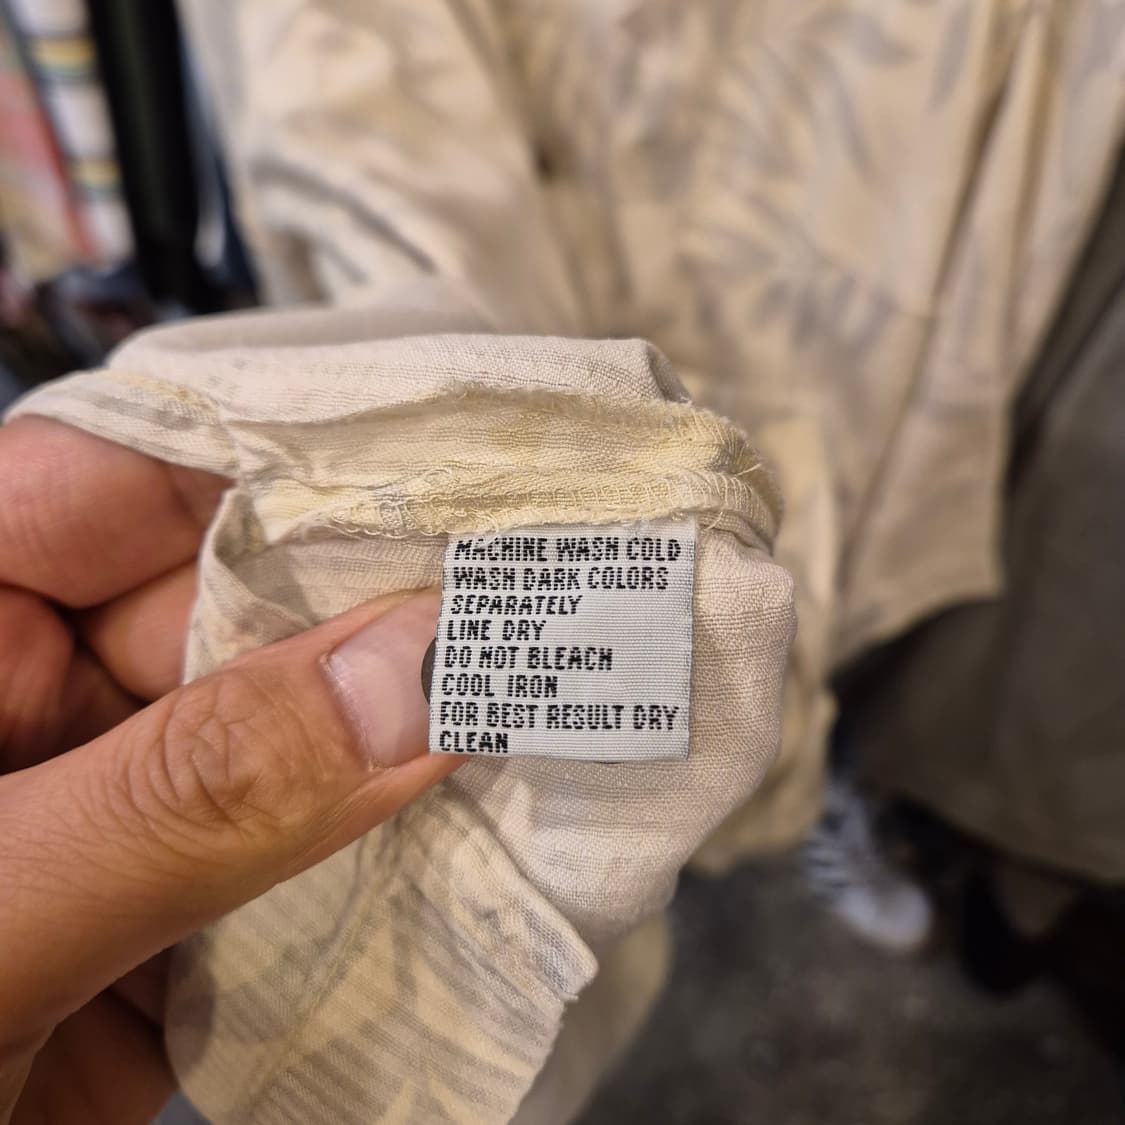 MACHINE WASH COLD
WASH DARK COLORS
SEPARATELY
LINE DRY
DO NOT BLEACH
COOL IRON
FOR BEST RESULT DRY
CLEAN